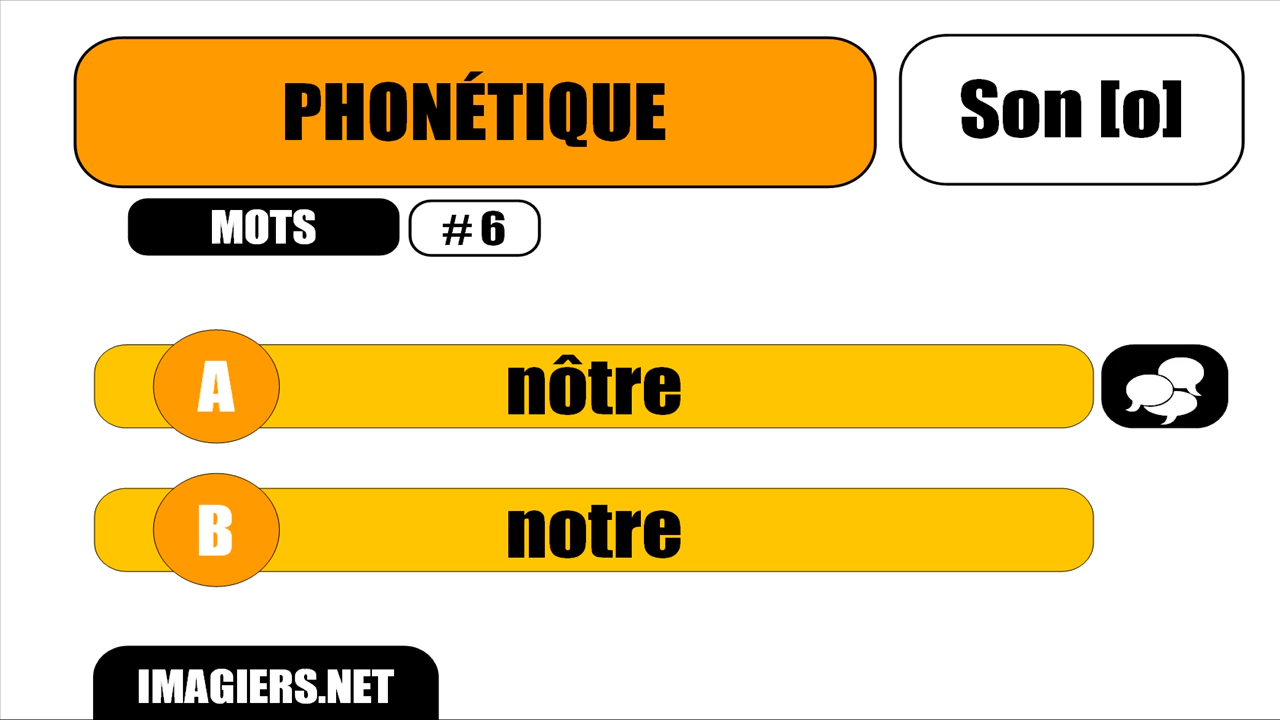 PHONÉTIQUE
Son [o]
MOTS
# 6
A
nôtre
B
notre
IMAGIERS.NET